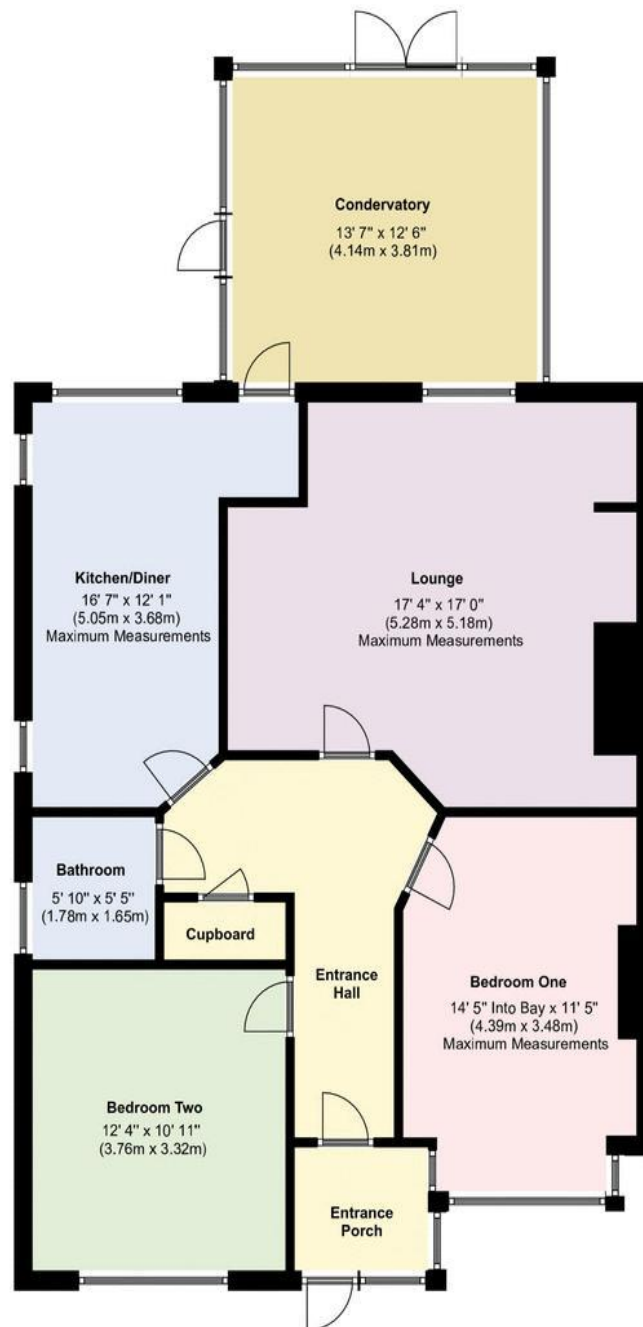 Condervatory
13' 7" x 12' 6"
(4.14m x 3.81m)
Kitchen/Diner
16' 7" x 12' 1"
(5.05m x 3.68m)
Maximum Measurements
Lounge
17' 4" x 17' 0"
(5.28m x 5.18m)
Maximum Measurements
Bathroom
5' 10" x 5' 5"
(1.78m x 1.65m)
Cupboard
Entrance
Hall
Bedroom One
14' 5" Into Bay x 11' 5"
(4.39m x 3.48m)
Maximum Measurements
Bedroom Two
12' 4" x 10' 11"
(3.76m x 3.32m)
Entrance
Porch